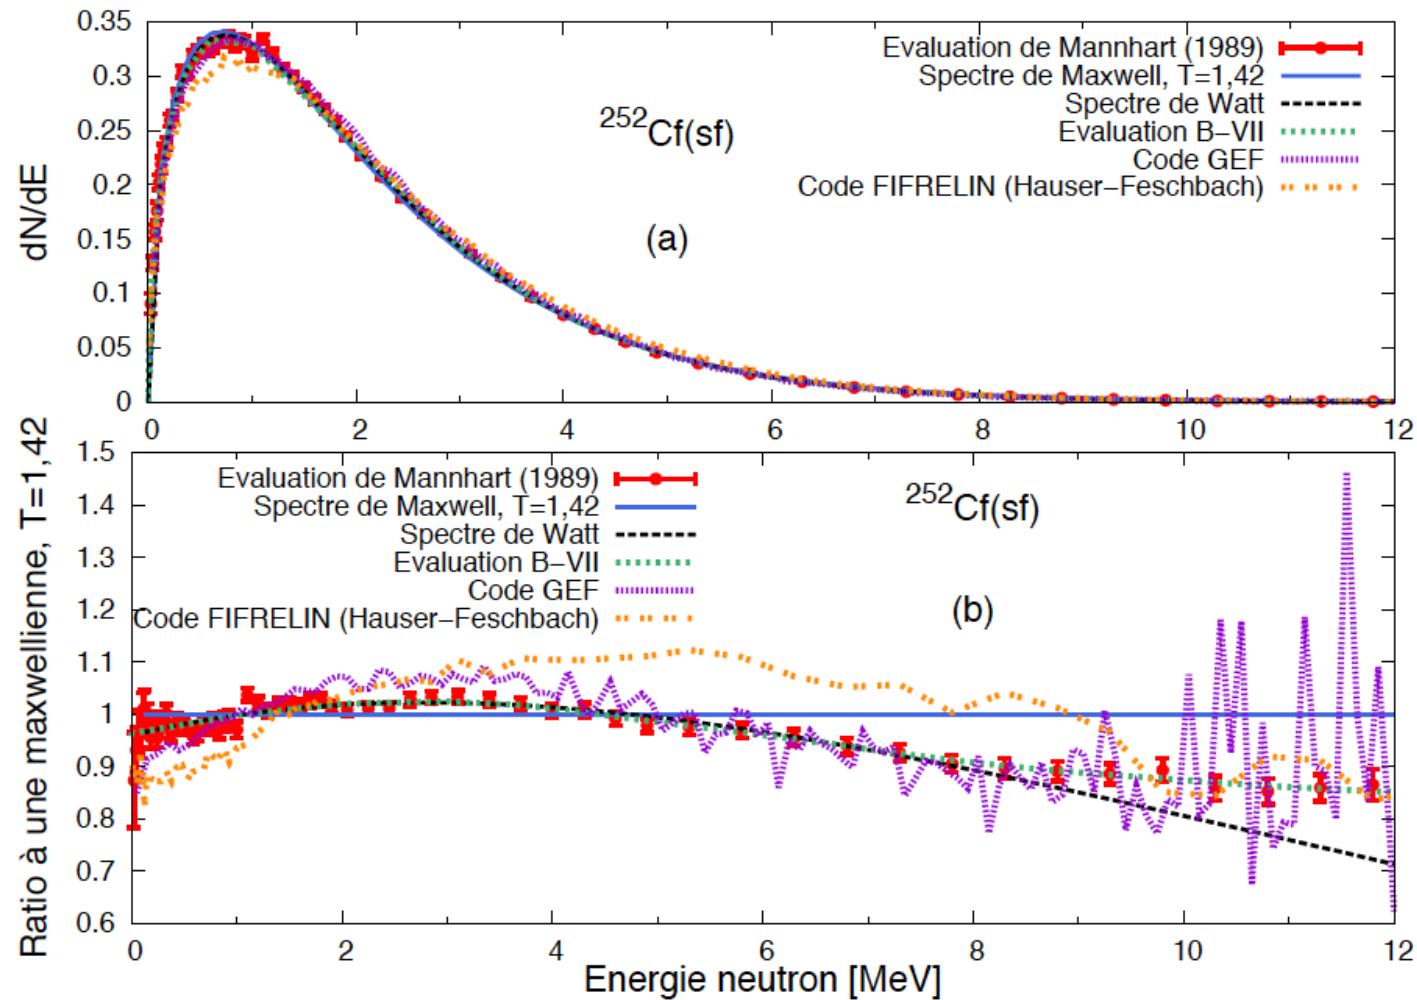 0.35
0.3
0.25
0.2
0.15
0.1
0.05
0
dN/dE
Evaluation de Mannhart (1989)
Spectre de Maxwell, T=1,42
Spectre de Watt
Evaluation B-VII
Code GEF
Code FIFRELIN (Hauser-Feschbach)
252Cf(sf)
(a)
0 2 4 6 8 10 12
1.5
1.4
1.3
1.2
1.1
1
0.9
0.8
0.7
0.6
Ratio à une maxwellienne, T=1,42
Evaluation de Mannhart (1989)
Spectre de Maxwell, T=1,42
Spectre de Watt
Evaluation B-VII
Code GEF
Code FIFRELIN (Hauser-Feschbach)
252Cf(sf)
(b)
0 2 4 6 8 10 12
Energie neutron [MeV]